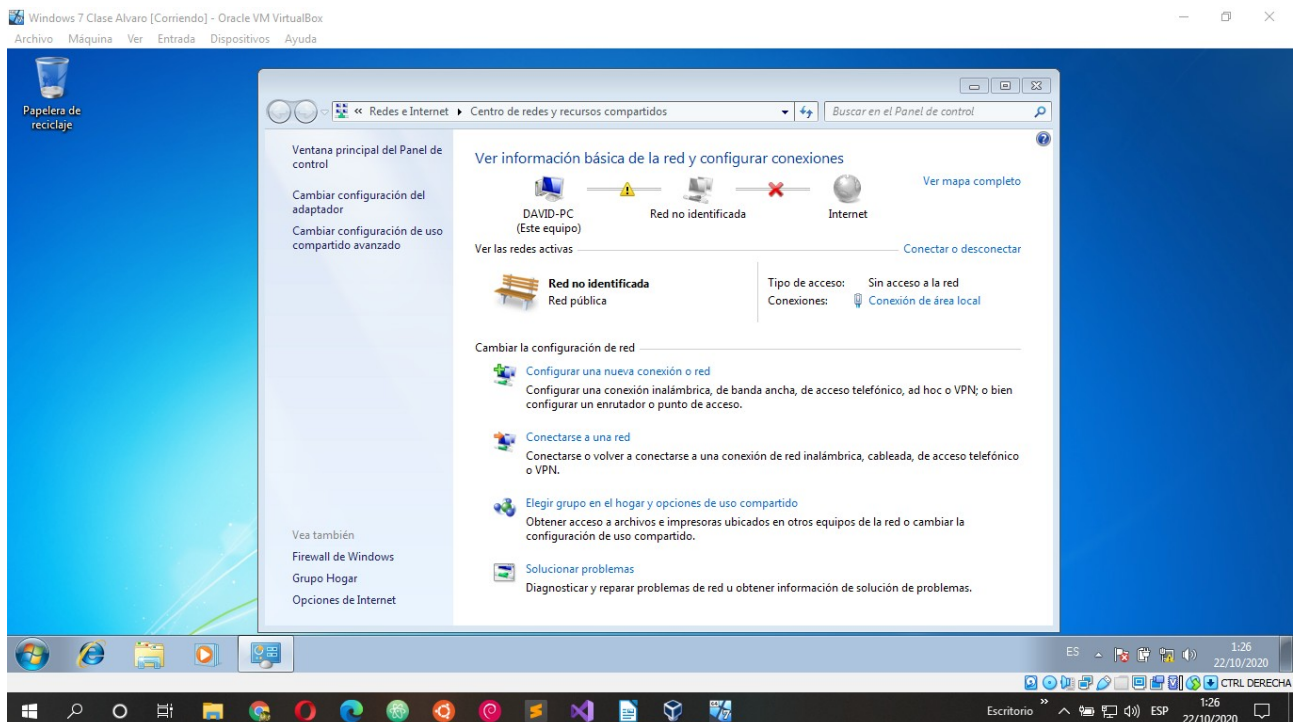 Windows 7 Clase Alvaro [Corriendo] - Oracle VM VirtualBox
Archivo Máquina Ver Entrada Dispositivos Ayuda
Papelera de
reciclaje
« Redes e Internet Centro de redes y recursos compartidos Buscar en el Panel de control
Ventana principal del Panel de
control
Cambiar configuración del
adaptador
Cambiar configuración de uso
compartido avanzado
Vea también
Firewall de Windows
Grupo Hogar
Opciones de Internet
Ver información básica de la red y configurar conexiones
Ver mapa completo
DAVID-PC
(Este equipo)
Red no identificada
Internet
Ver las redes activas
Conectar o desconectar
Red no identificada
Red pública
Tipo de acceso: Sin acceso a la red
Conexiones: Conexión de área local
Cambiar la configuración de red
Configurar una nueva conexión o red
Configurar una conexión inalámbrica, de banda ancha, de acceso telefónico, ad hoc o VPN; o bien
configurar un enrutador o punto de acceso.
Conectarse a una red
Conectarse o volver a conectarse a una conexión de red inalámbrica, cableada, de acceso telefónico
o VPN.
Elegir grupo en el hogar y opciones de uso compartido
Obtener acceso a archivos e impresoras ubicados en otros equipos de la red o cambiar la
configuración de uso compartido.
Solucionar problemas
Diagnosticar y reparar problemas de red u obtener información de solución de problemas.
ES
1:26
22/10/2020
CTRL DERECHA
Escritorio » ESP
1:26
22/10/2020